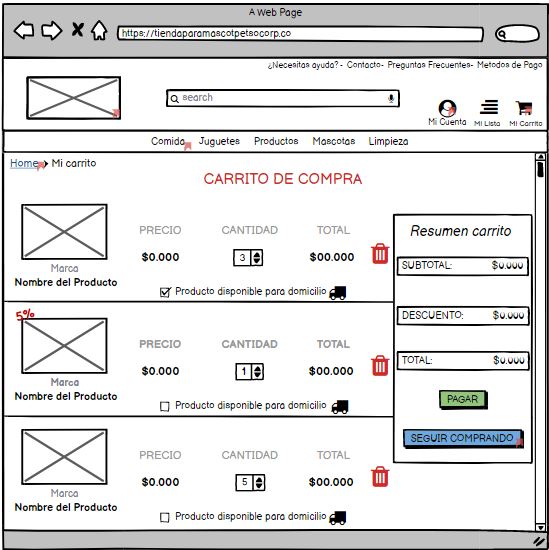 A Web Page
https://tiendaparamascotpetsocorp.co
¿Necesitas ayuda? - Contacto - Preguntas Frecuentes - Metodos de Pago
search
Mi Cuenta Mi Lista Mi Carrito
Comida Juguetes Productos Mascotas Limpieza
Home Mi carrito
CARRITO DE COMPRA
PRECIO CANTIDAD TOTAL
$0.000 3 $00.000
Marca
Nombre del Producto
Producto disponible para domicilio
5%
PRECIO CANTIDAD TOTAL
$0.000 1 $00.000
Marca
Nombre del Producto
Producto disponible para domicilio
PRECIO CANTIDAD TOTAL
$0.000 5 $00.000
Marca
Nombre del Producto
Producto disponible para domicilio
Resumen carrito
SUBTOTAL: $0.000
DESCUENTO: $0.000
TOTAL: $0.000
PAGAR
SEGUIR COMPRANDO